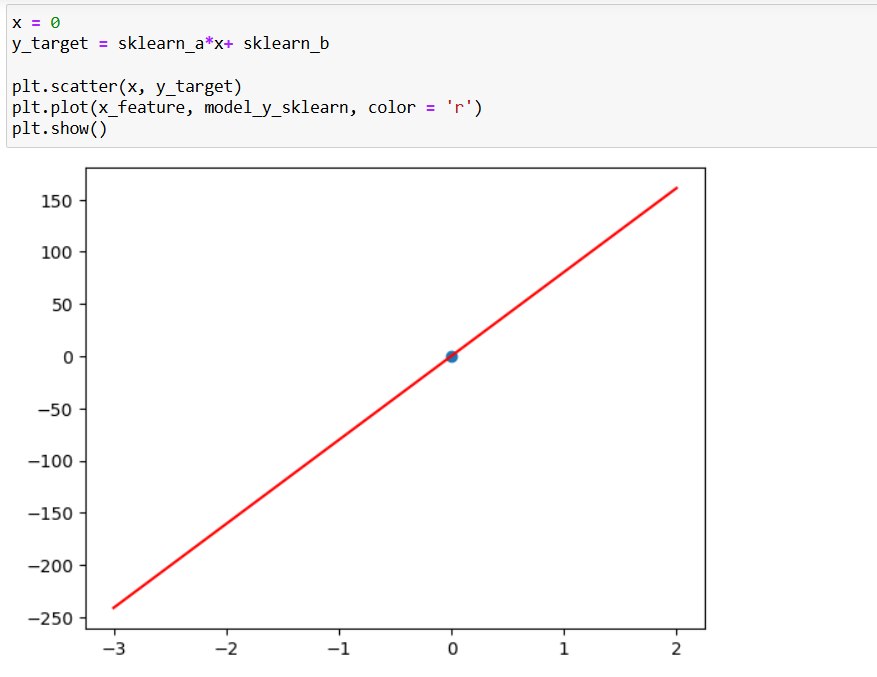 x = 0
y_target = sklearn_a*x+ sklearn_b
plt.scatter(x, y_target)
plt.plot(x_feature, model_y_sklearn, color = 'r')
plt.show()
150
100
50
0
−50
−100
−150
−200
−250
−3 −2 −1 0 1 2